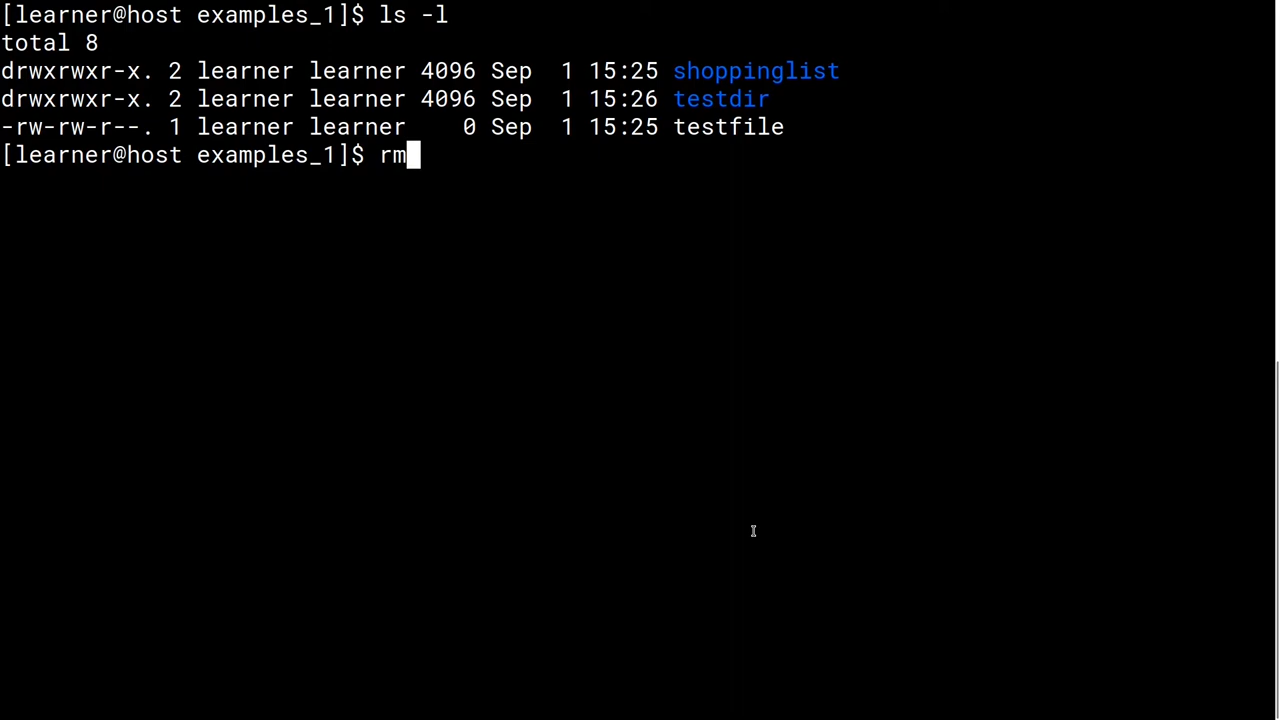 [learner@host examples_1]$ ls -l
total 8
drwxrwxr-x. 2 learner learner 4096 Sep  1 15:25 shoppinglist
drwxrwxr-x. 2 learner learner 4096 Sep  1 15:26 testdir
-rw-rw-r--. 1 learner learner    0 Sep  1 15:25 testfile
[learner@host examples_1]$ rm